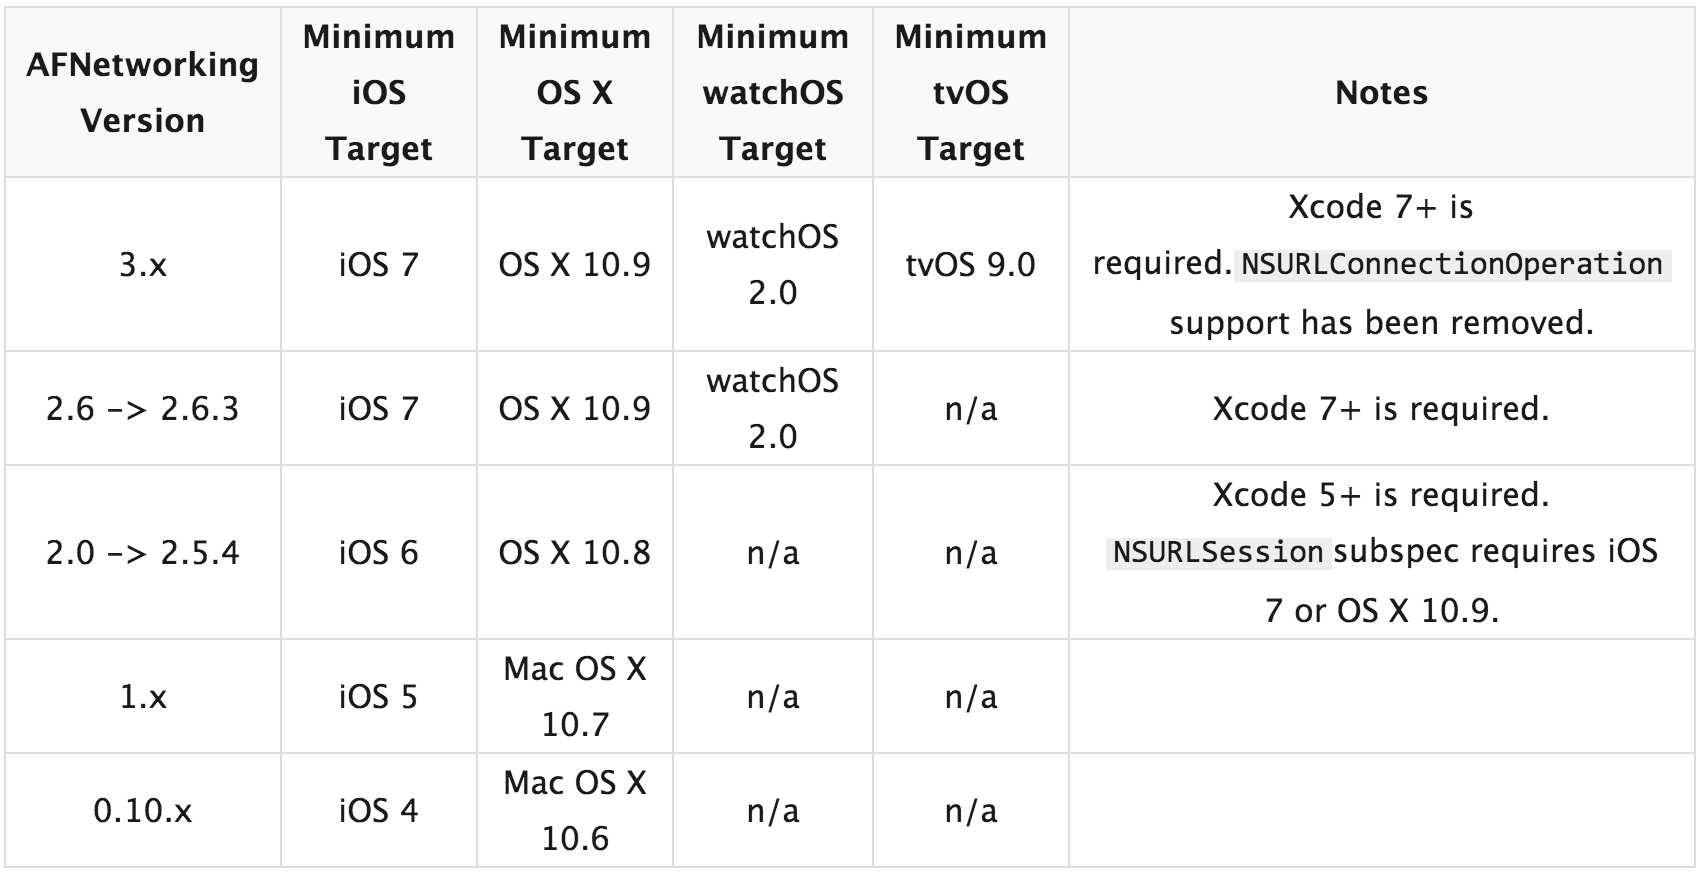 AFNetworking
Version
Minimum
iOS
Target
Minimum
OS X
Target
Minimum
watchOS
Target
Minimum
tvOS
Target
Notes
3.x
iOS 7
OS X 10.9
watchOS
2.0
tvOS 9.0
Xcode 7+ is
required. NSURLConnectionOperation
support has been removed.
2.6 -> 2.6.3
iOS 7
OS X 10.9
watchOS
2.0
n/a
Xcode 7+ is required.
2.0 -> 2.5.4
iOS 6
OS X 10.8
n/a
n/a
Xcode 5+ is required.
NSURLSession subspec requires iOS
7 or OS X 10.9.
1.x
iOS 5
Mac OS X
10.7
n/a
n/a
0.10.x
iOS 4
Mac OS X
10.6
n/a
n/a